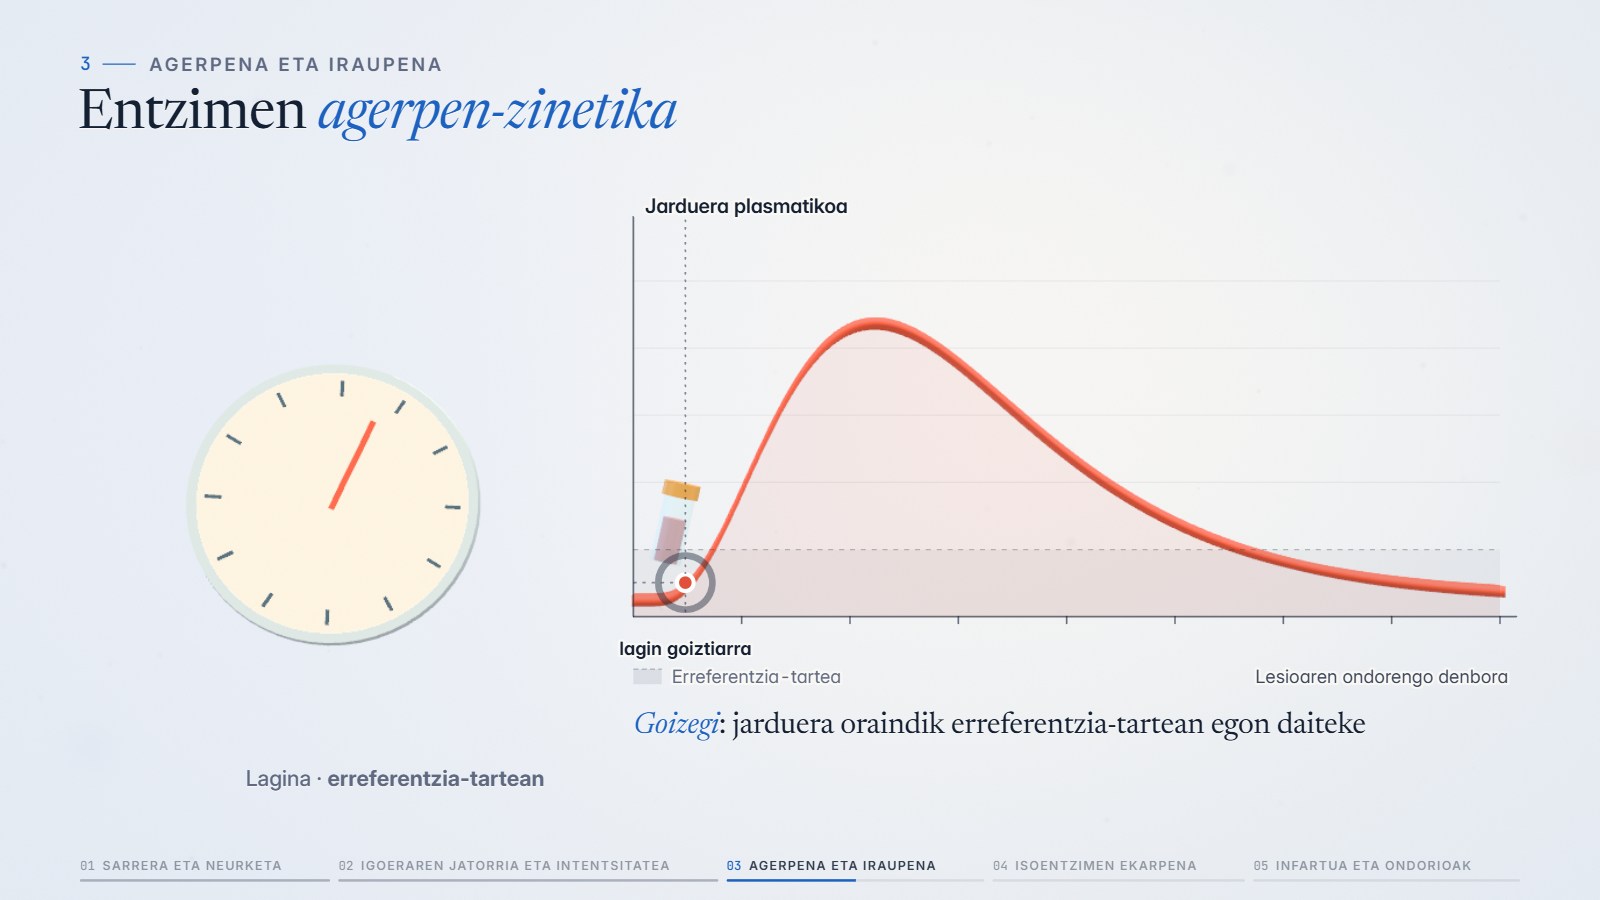 3 — AGERPENA ETA IRAUPENA
Entzimen agerpen-zinetika
Jarduera plasmatikoa
lagin goiztiarra
Erreferentzia-tartea
Lesioaren ondorengo denbora
Goizegi: jarduera oraindik erreferentzia-tartean egon daiteke
Lagina · erreferentzia-tartean
01 SARRERA ETA NEURKETA
02 IGOERAREN JATORRIA ETA INTENTSITATEA
03 AGERPENA ETA IRAUPENA
04 ISOENTZIMEN EKARPENA
05 INFARTUA ETA ONDORIOAK